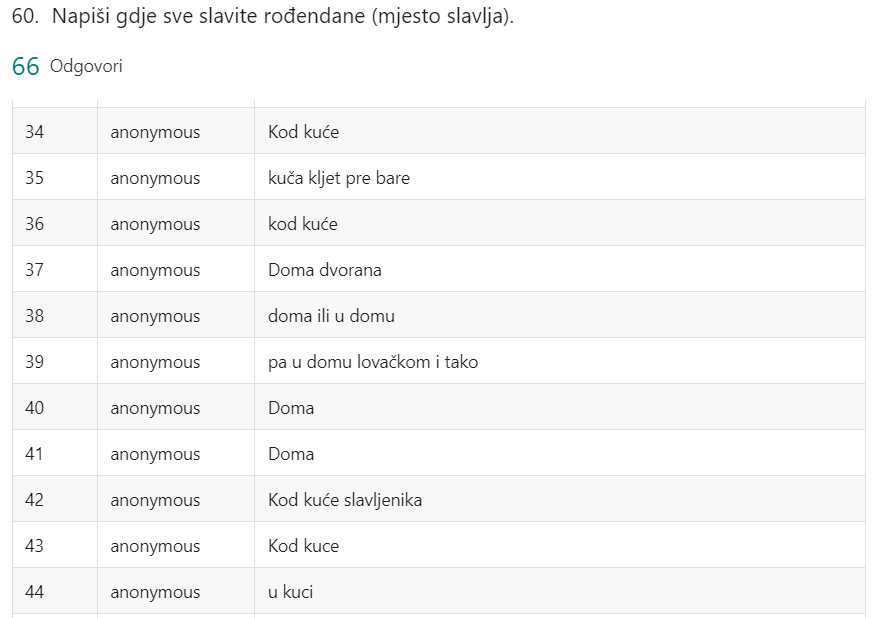 60. Napiši gdje sve slavite rođendane (mjesto slavlja).
66 Odgovori
34 anonymous Kod kuće
35 anonymous kuča kljet pre bare
36 anonymous kod kuće
37 anonymous Doma dvorana
38 anonymous doma ili u domu
39 anonymous pa u domu lovačkom i tako
40 anonymous Doma
41 anonymous Doma
42 anonymous Kod kuće slavljenika
43 anonymous Kod kuce
44 anonymous u kuci